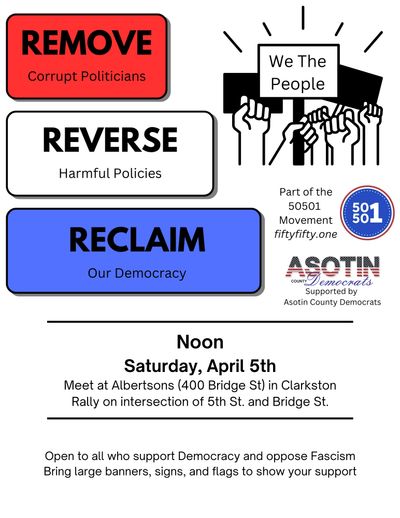 REMOVE
Corrupt Politicians
We The
People
REVERSE
Harmful Policies
Part of the
50501
Movement
fiftyfifty.one
50
501
RECLAIM
Our Democracy
ASOTIN
COUNTY Democrats
Supported by
Asotin County Democrats
Noon
Saturday, April 5th
Meet at Albertsons (400 Bridge St) in Clarkston
Rally on intersection of 5th St. and Bridge St.
Open to all who support Democracy and oppose Fascism
Bring large banners, signs, and flags to show your support